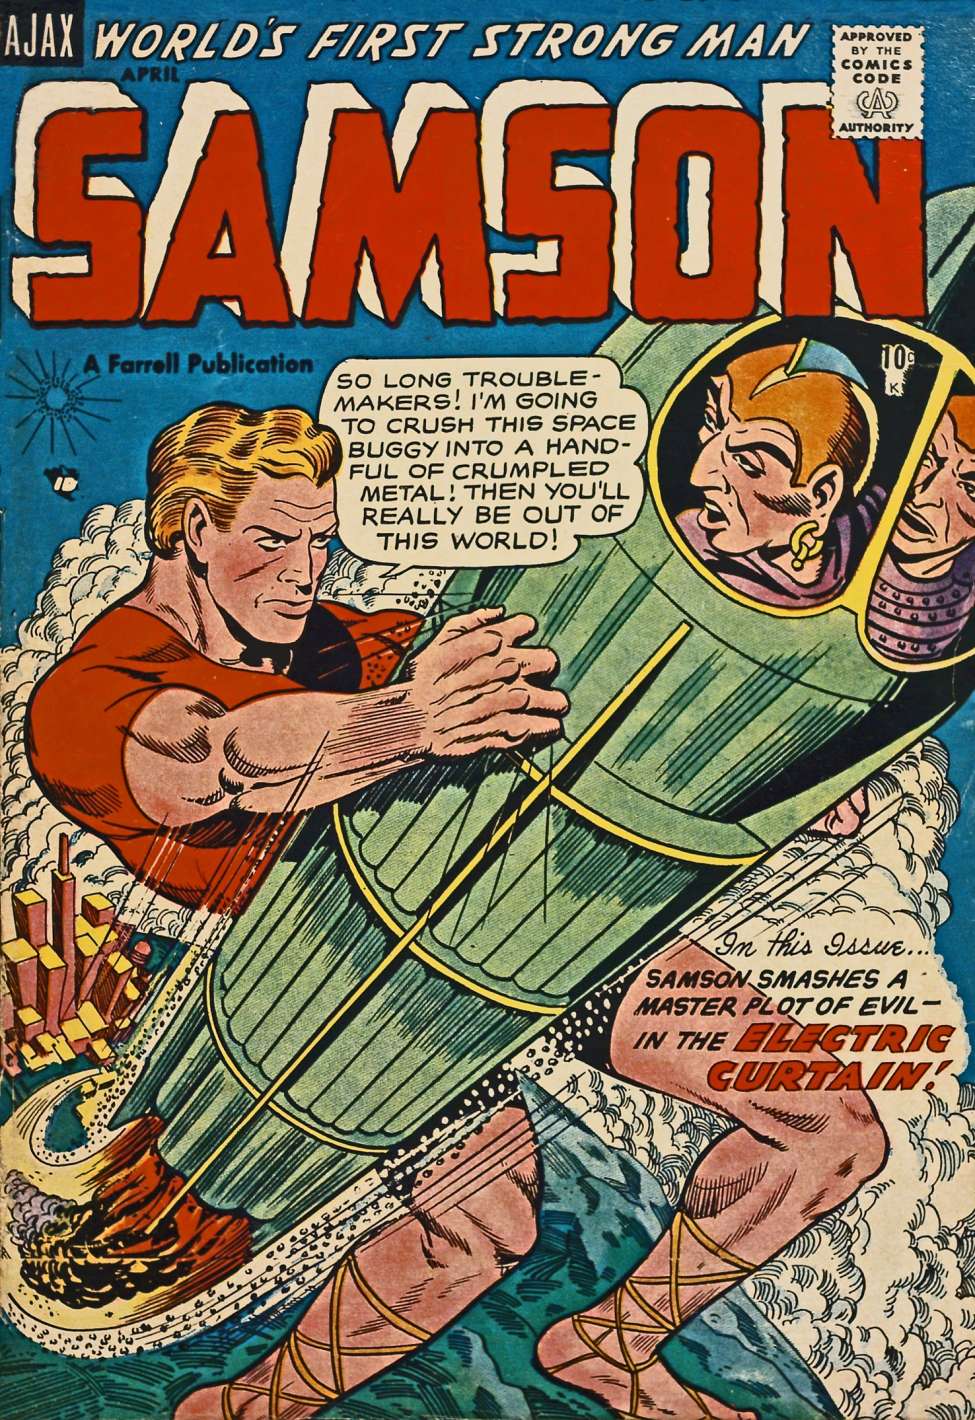 AJAX
WORLD'S FIRST STRONG MAN
APRIL
SAMSON
APPROVED
BY THE
COMICS
CODE
CA
AUTHORITY
A Farrell Publication
10¢
K
SO LONG TROUBLE-
MAKERS! I'M GOING
TO CRUSH THIS SPACE
BUGGY INTO A HAND-
FUL OF CRUMPLED
METAL! THEN YOU'LL
REALLY BE OUT OF
THIS WORLD!
In this Issue...
SAMSON SMASHES A
MASTER PLOT OF EVIL—
IN THE ELECTRIC
CURTAIN!